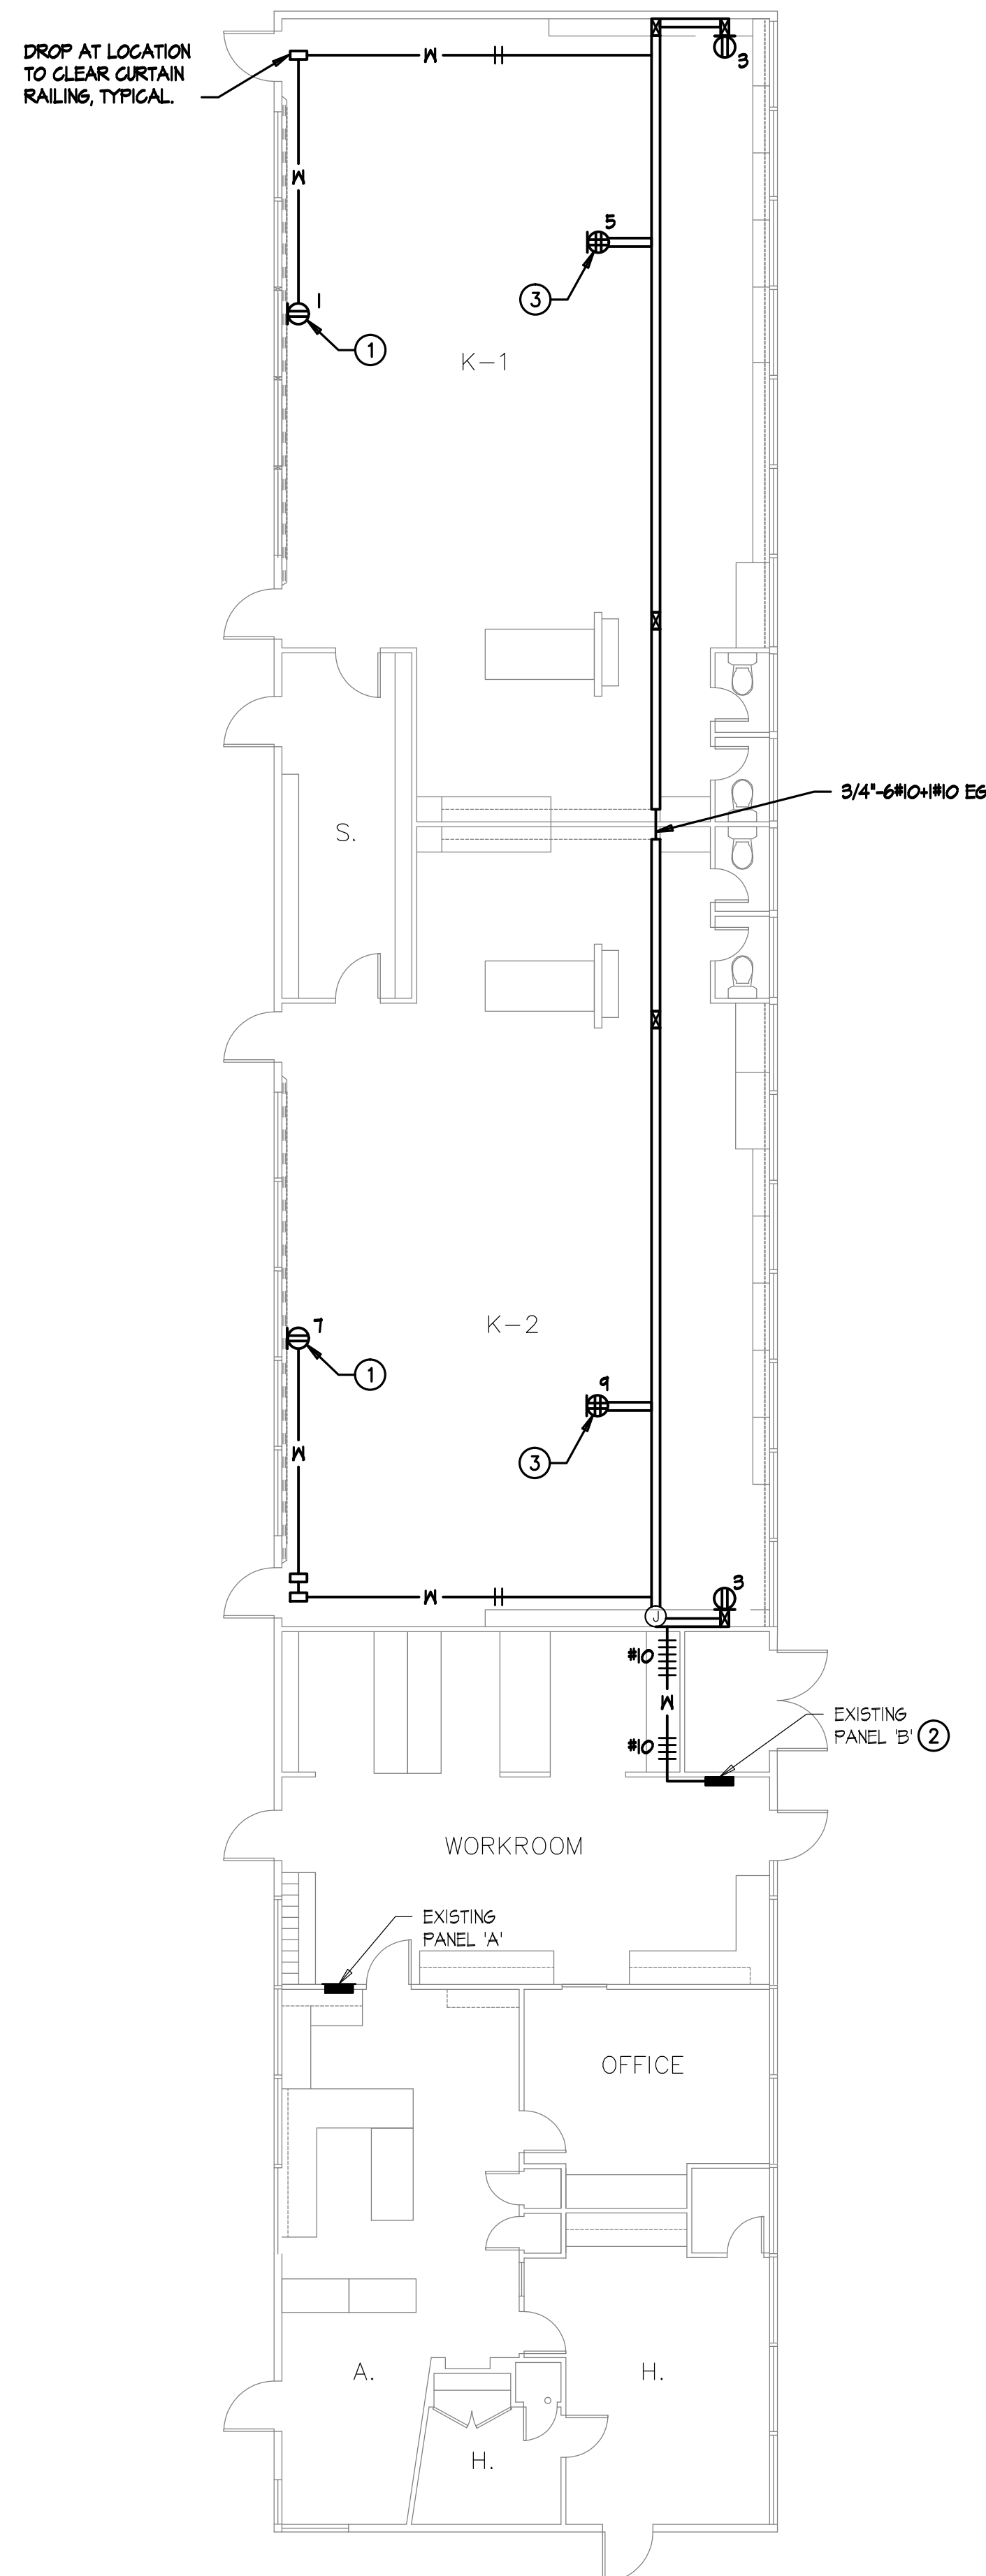 DROP AT LOCATION
TO CLEAR CURTAIN
RAILING, TYPICAL.
W
3
W
5
3
1
1
K-1
3/4"-6#10+1#10 EG
S.
K-2
7
1
9
3
W
3
W
J
#10
W
#10
EXISTING
PANEL 'B' 2
WORKROOM
EXISTING
PANEL 'A'
OFFICE
A.
H.
H.